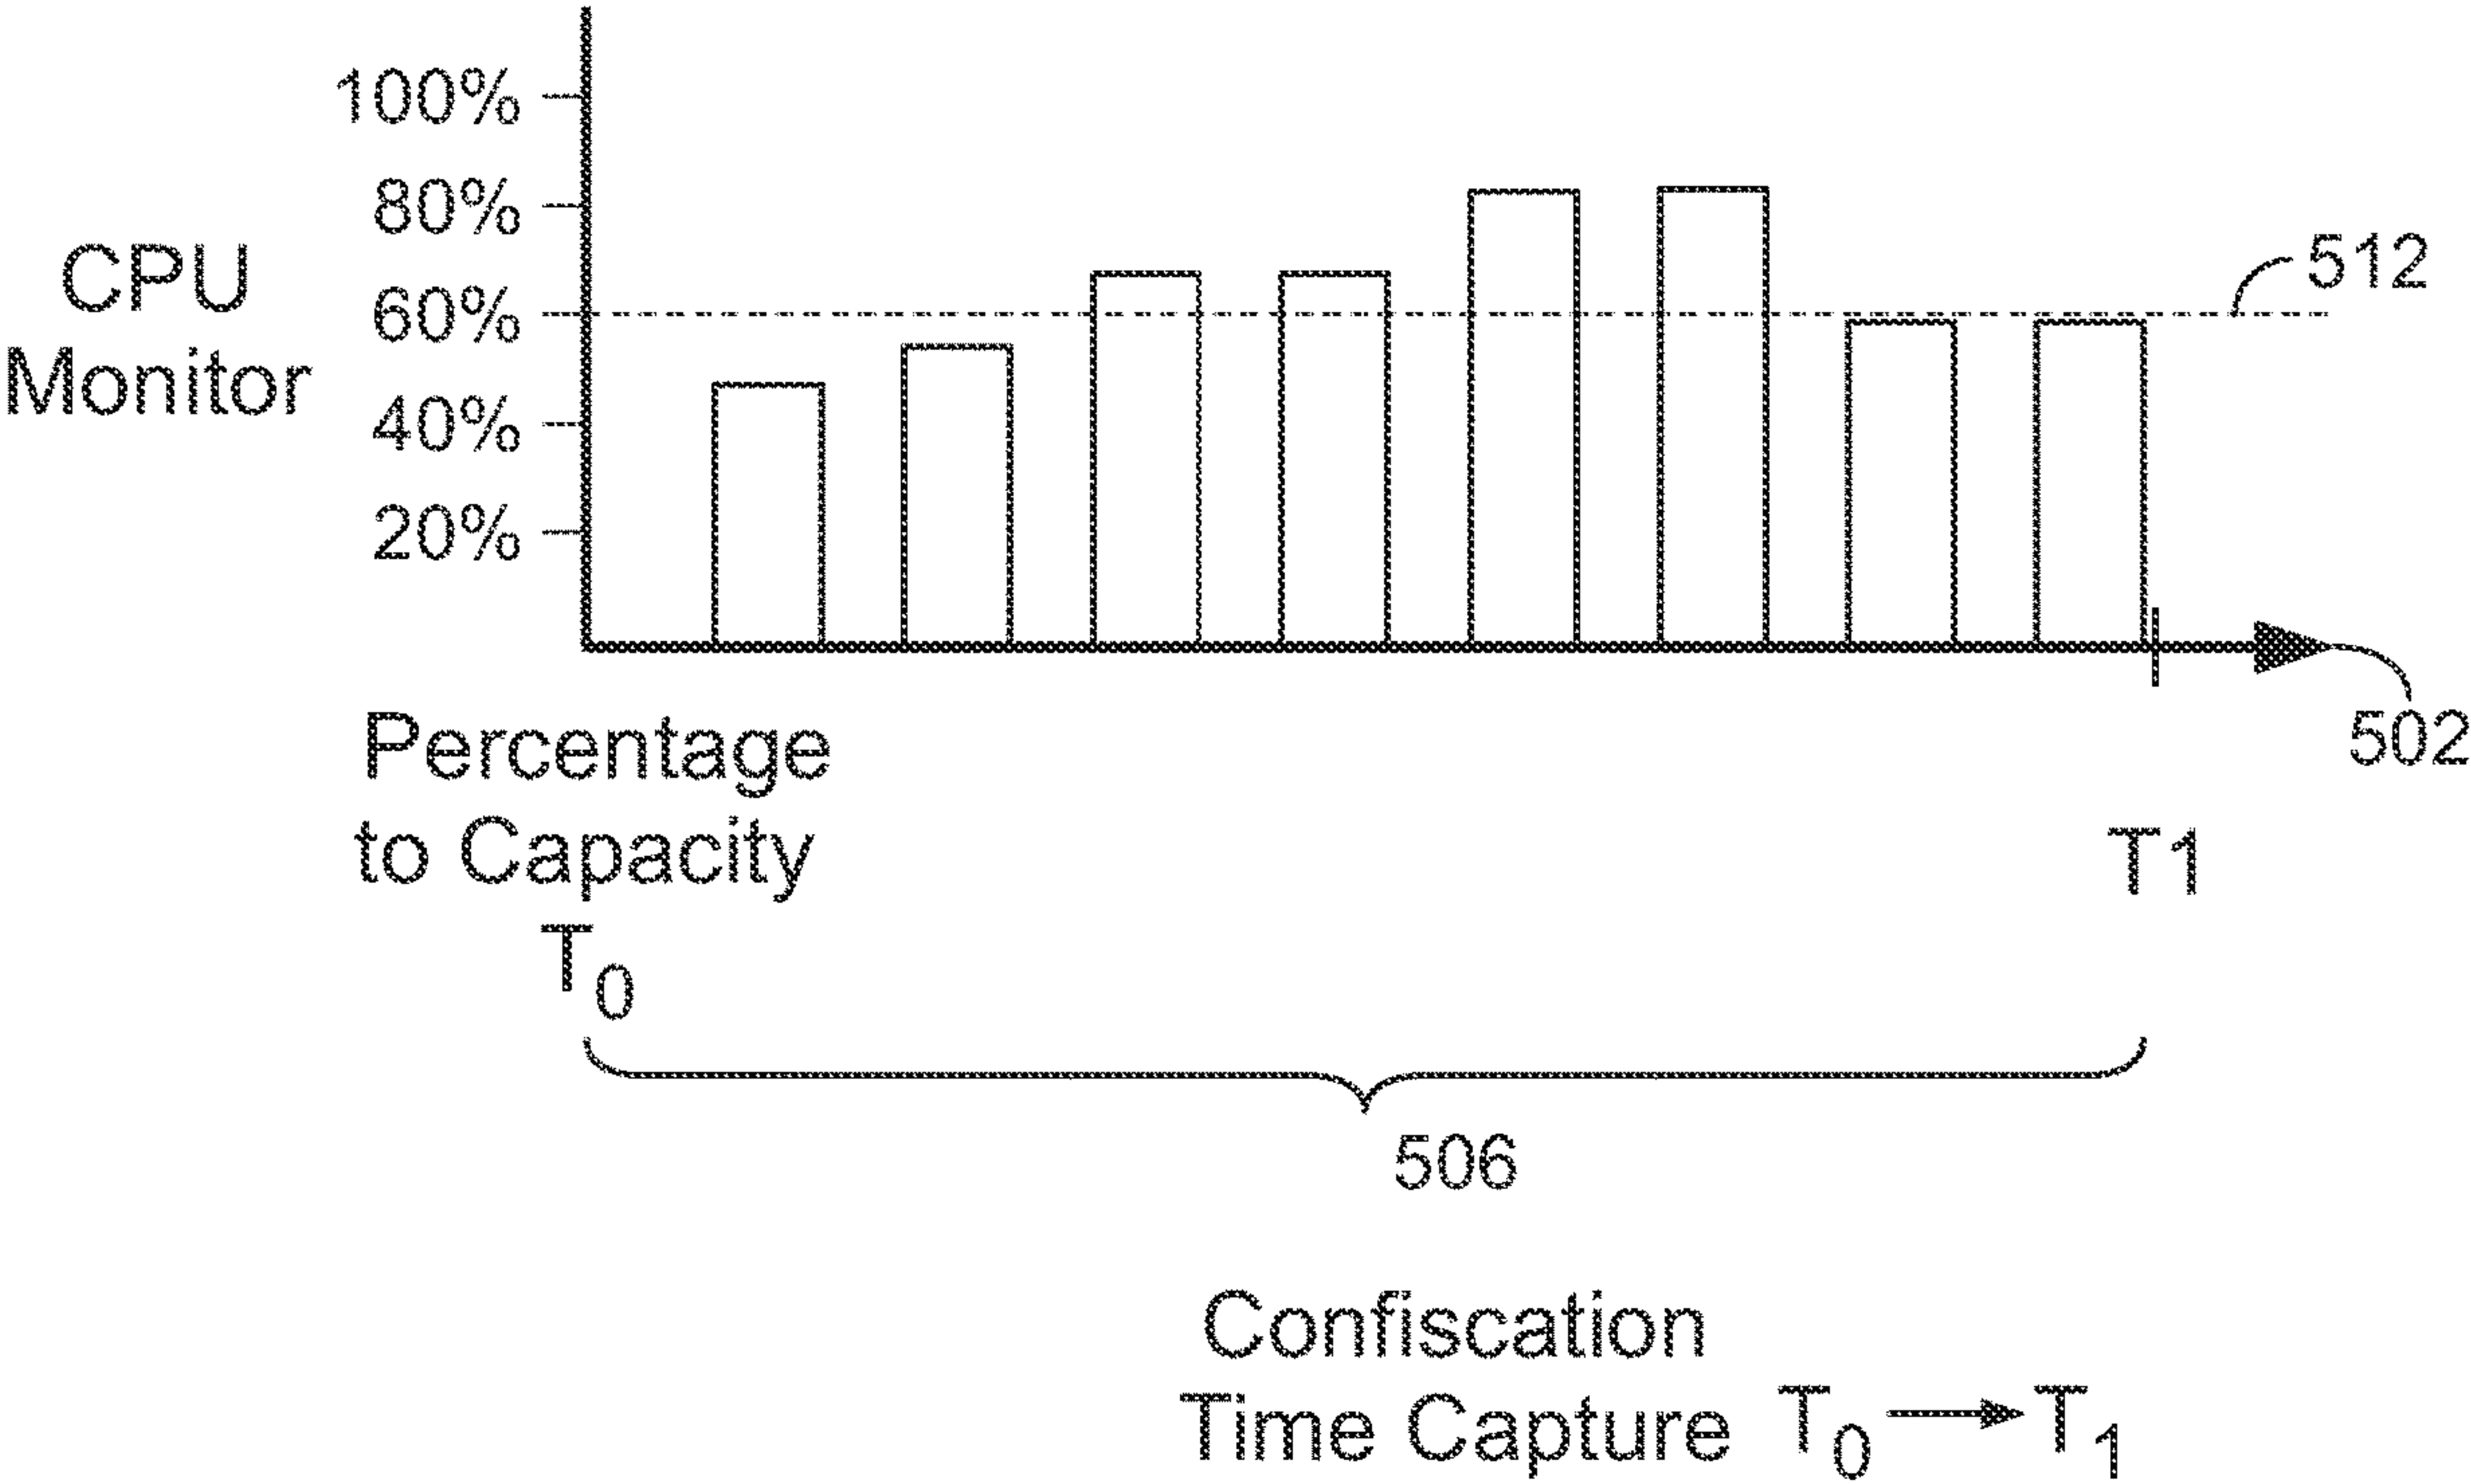 100%
80%
60%
40%
20%
CPU
Monitor
512
502
Percentage
to Capacity
T0
T1
506
Confiscation
Time Capture T0 → T1